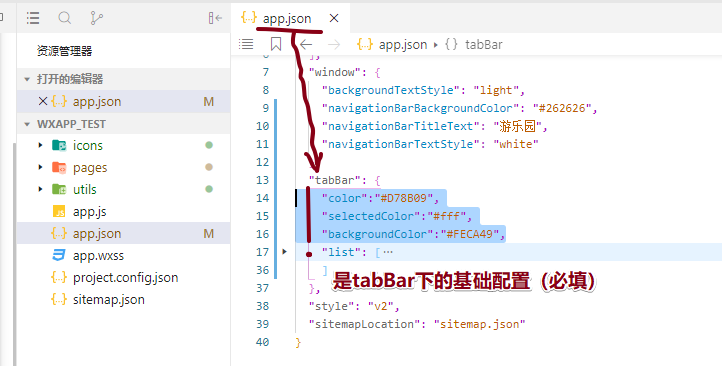 app.json
资源管理器
app.json > tabBar
打开的编辑器
app.json M
WXAPP_TEST
icons
pages
utils
app.js
app.json M
app.wxss
project.config.json
sitemap.json
7 "window": {
8 "backgroundTextStyle": "light",
9 "navigationBarBackgroundColor": "#262626",
10 "navigationBarTitleText": "游乐园",
11 "navigationBarTextStyle": "white"
12
13 "tabBar": {
14 "color":"#D78B09",
15 "selectedColor":"#fff",
16 "backgroundColor":"#FECA49",
17 "list": [⋯
36 ]
是tabBar下的基础配置（必填）
37 },
38 "style": "v2",
39 "sitemapLocation": "sitemap.json"
40 }